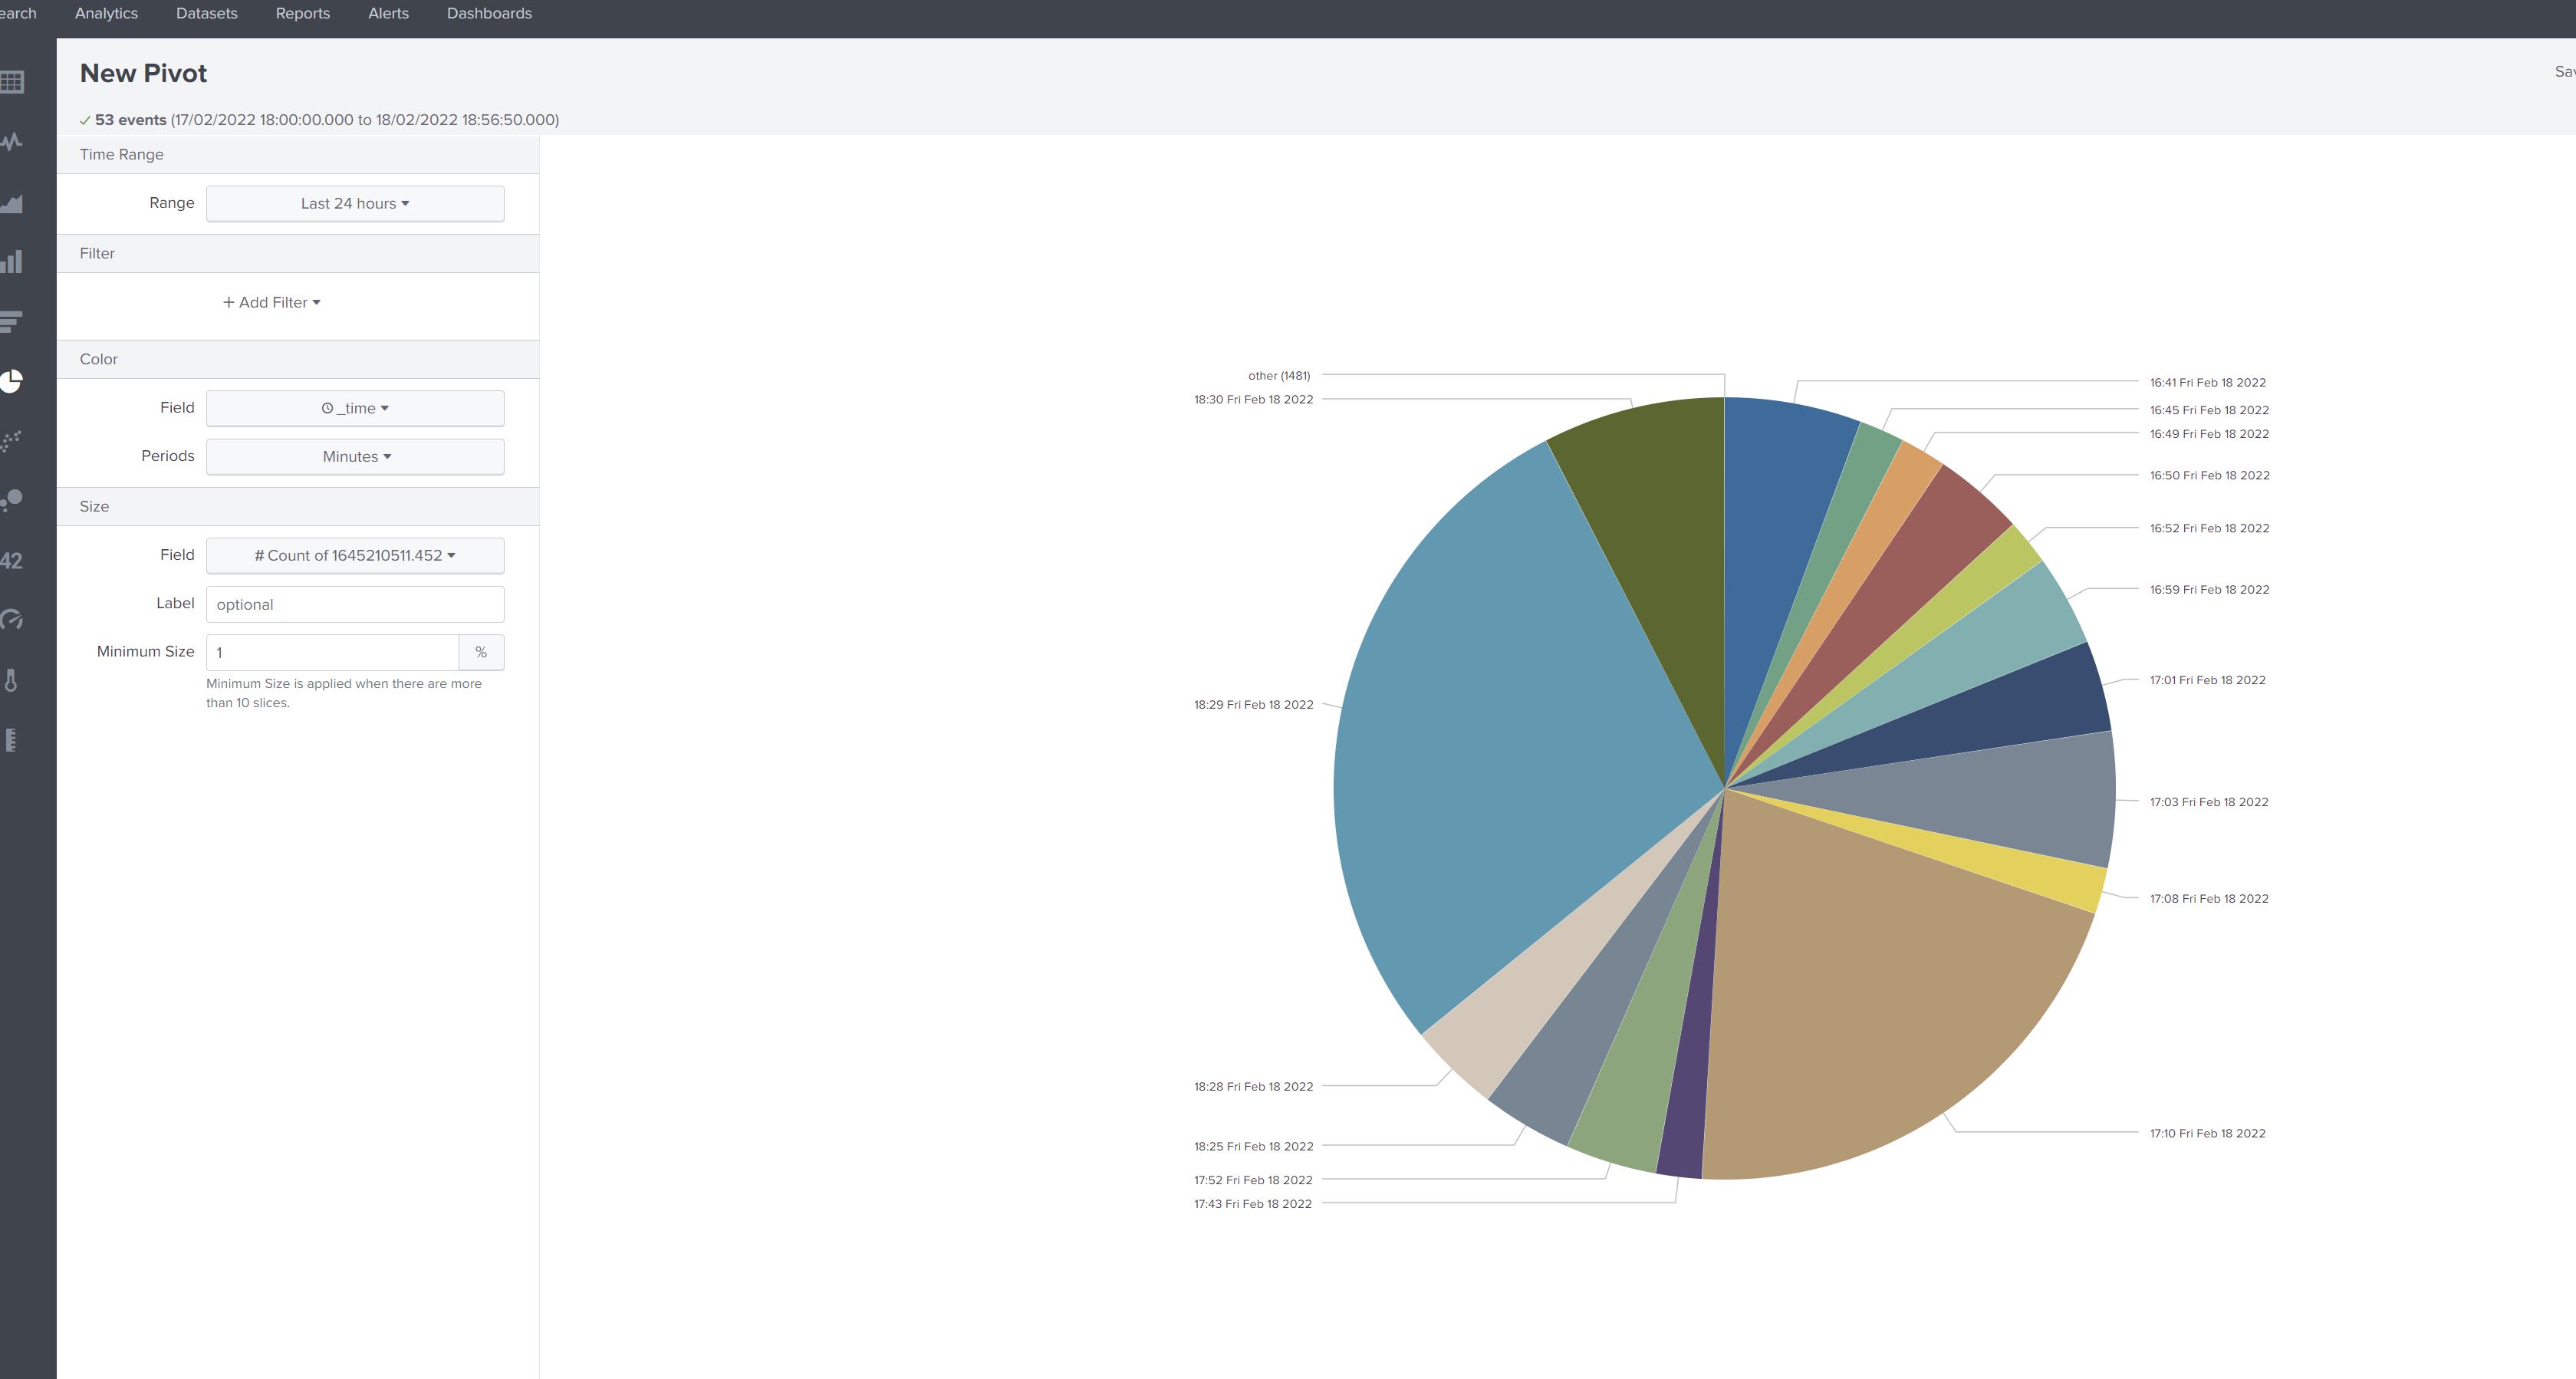 earch Analytics Datasets Reports Alerts Dashboards
New Pivot
Sav
53 events (17/02/2022 18:00:00.000 to 18/02/2022 18:56:50.000)
Time Range
Range Last 24 hours
Filter
+ Add Filter
Color
Field _time
Periods Minutes
Size
Field # Count of 1645210511.452
Label optional
Minimum Size 1 %
Minimum Size is applied when there are more
than 10 slices.
42
other (1481)
18:30 Fri Feb 18 2022
18:29 Fri Feb 18 2022
18:28 Fri Feb 18 2022
18:25 Fri Feb 18 2022
17:52 Fri Feb 18 2022
17:43 Fri Feb 18 2022
16:41 Fri Feb 18 2022
16:45 Fri Feb 18 2022
16:49 Fri Feb 18 2022
16:50 Fri Feb 18 2022
16:52 Fri Feb 18 2022
16:59 Fri Feb 18 2022
17:01 Fri Feb 18 2022
17:03 Fri Feb 18 2022
17:08 Fri Feb 18 2022
17:10 Fri Feb 18 2022